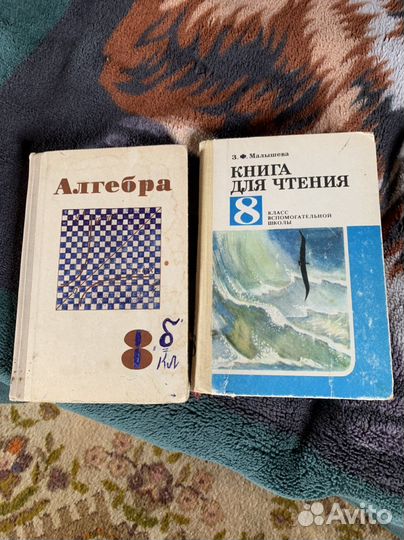 Алгебра
8 б
кл
З. Ф. Малышева
КНИГА
ДЛЯ ЧТЕНИЯ
8
КЛАСС
ВСПОМОГАТЕЛЬНОЙ
ШКОЛЫ
Avito